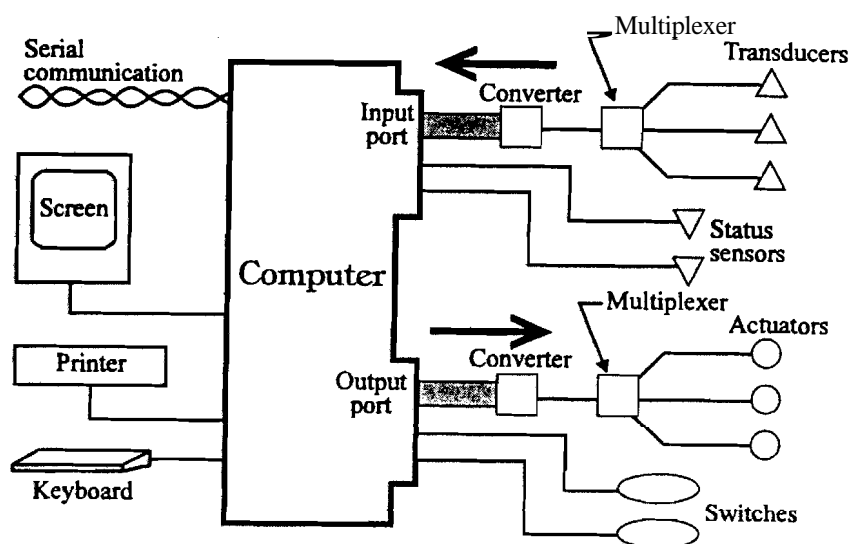 Serial
communication
Screen
Printer
Keyboard
Computer
Input
port
Converter
Multiplexer
Transducers
Status
sensors
Output
port
Converter
Multiplexer
Actuators
Switches